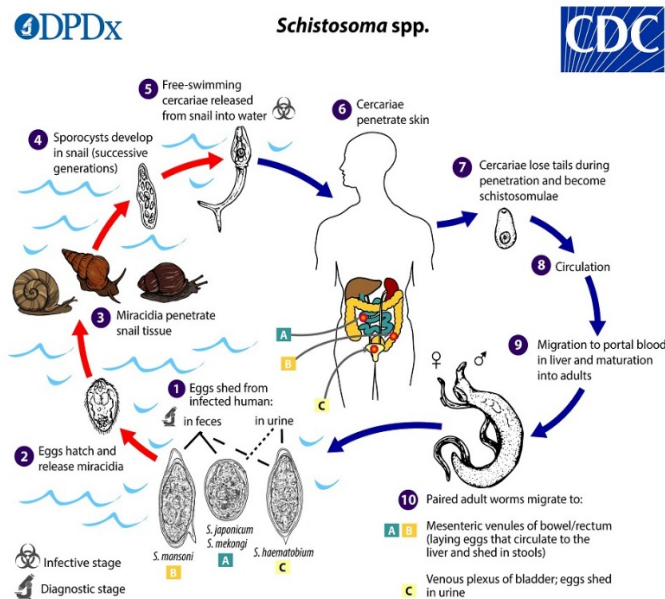 DPDx
Schistosoma spp.
CDC
5 Free-swimming
cercariae released
from snail into water
6 Cercariae
penetrate skin
4 Sporocysts develop
in snail (successive
generations)
7 Cercariae lose tails during
penetration and become
schistosomulae
8 Circulation
3 Miracidia penetrate
snail tissue
A
B
C
9 Migration to portal blood
in liver and maturation
into adults
♀ ♂
1 Eggs shed from
infected human:
in feces in urine
2 Eggs hatch and
release miracidia
S. mansoni
B
S. japonicum
S. mekongi
A
S. haematobium
C
10 Paired adult worms migrate to:
A B Mesenteric venules of bowel/rectum
(laying eggs that circulate to the
liver and shed in stools)
C Venous plexus of bladder; eggs shed
in urine
Infective stage
Diagnostic stage